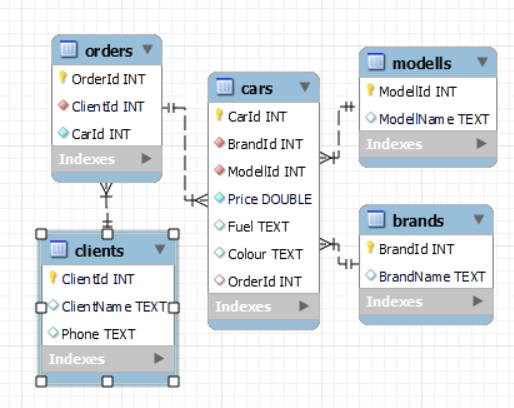 orders
OrderId INT
ClientId INT
CarId INT
Indexes
cars
CarId INT
BrandId INT
ModellId INT
Price DOUBLE
Fuel TEXT
Colour TEXT
OrderId INT
Indexes
modells
ModellId INT
ModellName TEXT
Indexes
clients
ClientId INT
ClientName TEXT
Phone TEXT
Indexes
brands
BrandId INT
BrandName TEXT
Indexes